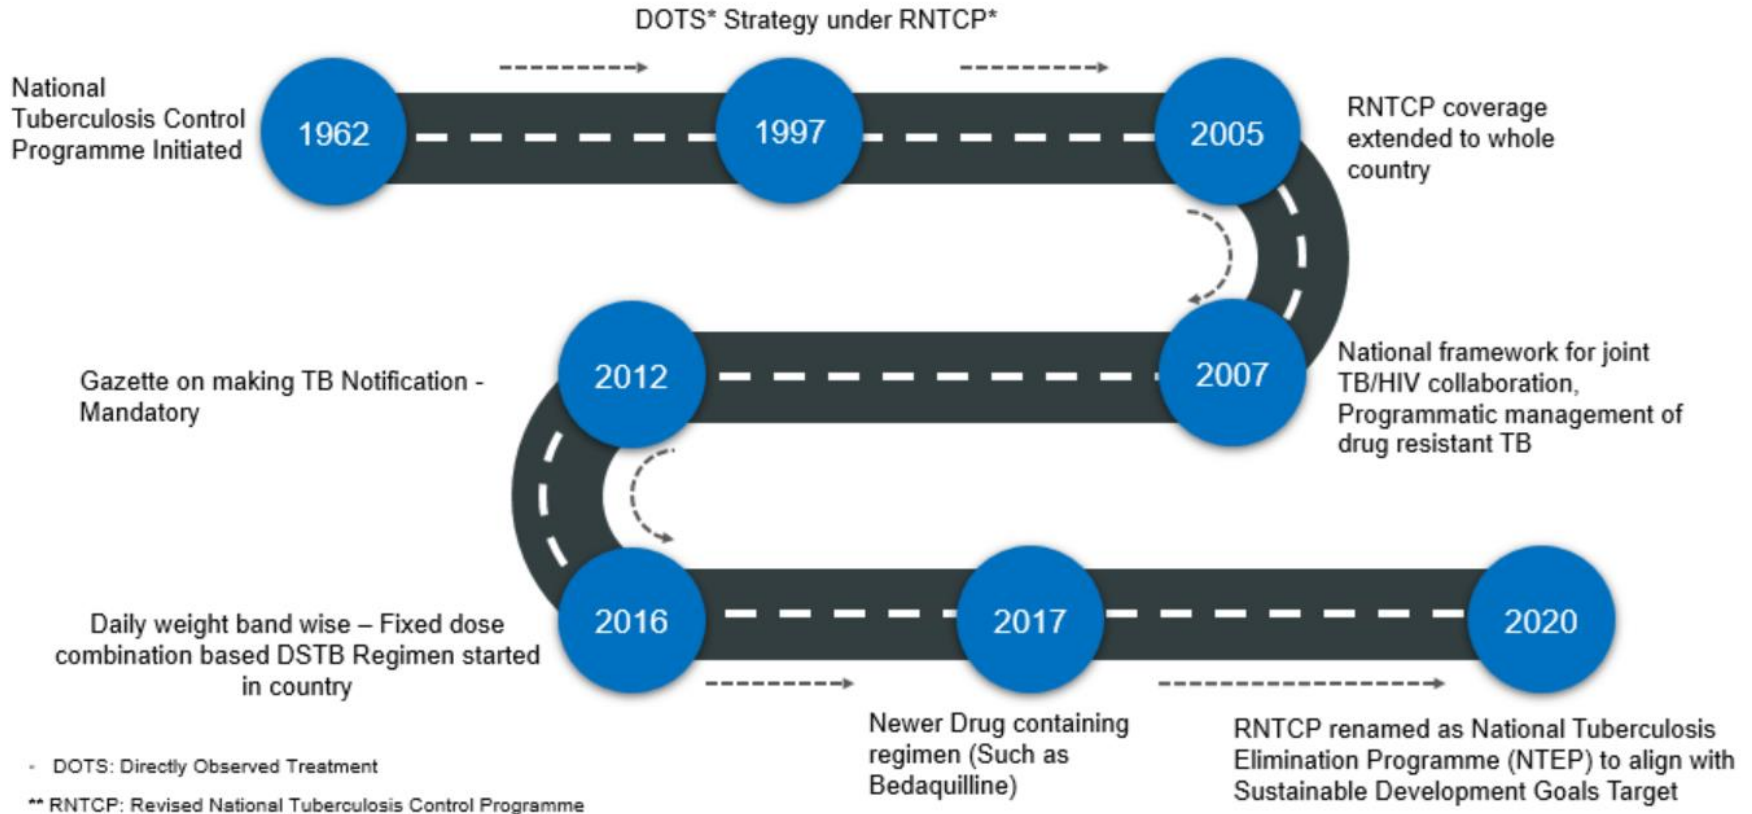 DOTS* Strategy under RNTCP*
National
Tuberculosis Control
Programme Initiated
1962
1997
2005
RNTCP coverage
extended to whole
country
Gazette on making TB Notification -
Mandatory
2012
2007
National framework for joint
TB/HIV collaboration,
Programmatic management of
drug resistant TB
Daily weight band wise – Fixed dose
combination based DSTB Regimen started
in country
2016
2017
2020
Newer Drug containing
regimen (Such as
Bedaquilline)
RNTCP renamed as National Tuberculosis
Elimination Programme (NTEP) to align with
Sustainable Development Goals Target
- DOTS: Directly Observed Treatment
** RNTCP: Revised National Tuberculosis Control Programme